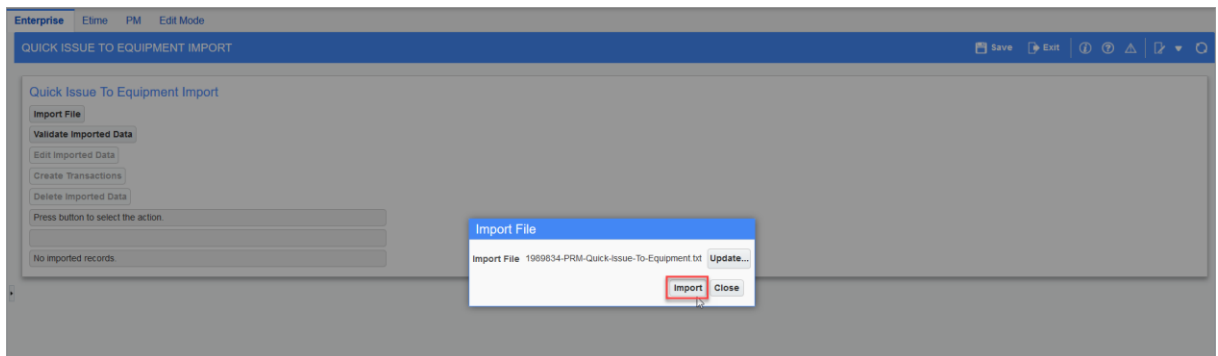 Enterprise Etime PM Edit Mode
QUICK ISSUE TO EQUIPMENT IMPORT Save Exit
Quick Issue To Equipment Import
Import File
Validate Imported Data
Edit Imported Data
Create Transactions
Delete Imported Data
Press button to select the action.
No imported records.
Import File
Import File 1989834-PRM-Quick-Issue-To-Equipment.txt Update...
Import Close